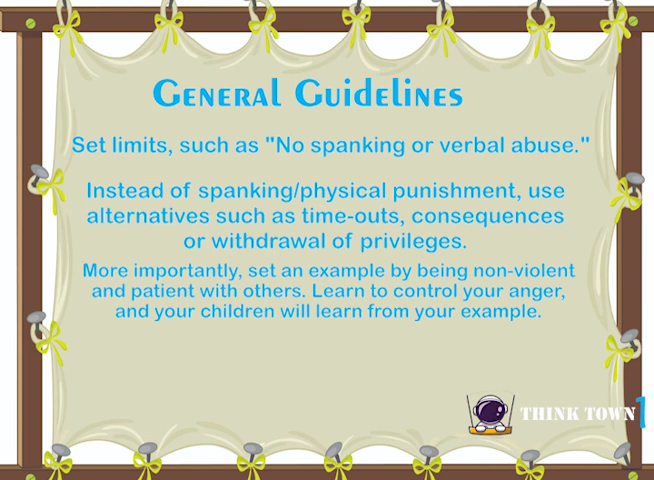 General Guidelines
Set limits, such as "No spanking or verbal abuse."
Instead of spanking/physical punishment, use
alternatives such as time-outs, consequences
or withdrawal of privileges.
More importantly, set an example by being non-violent
and patient with others. Learn to control your anger,
and your children will learn from your example.
THINK TOWN 1